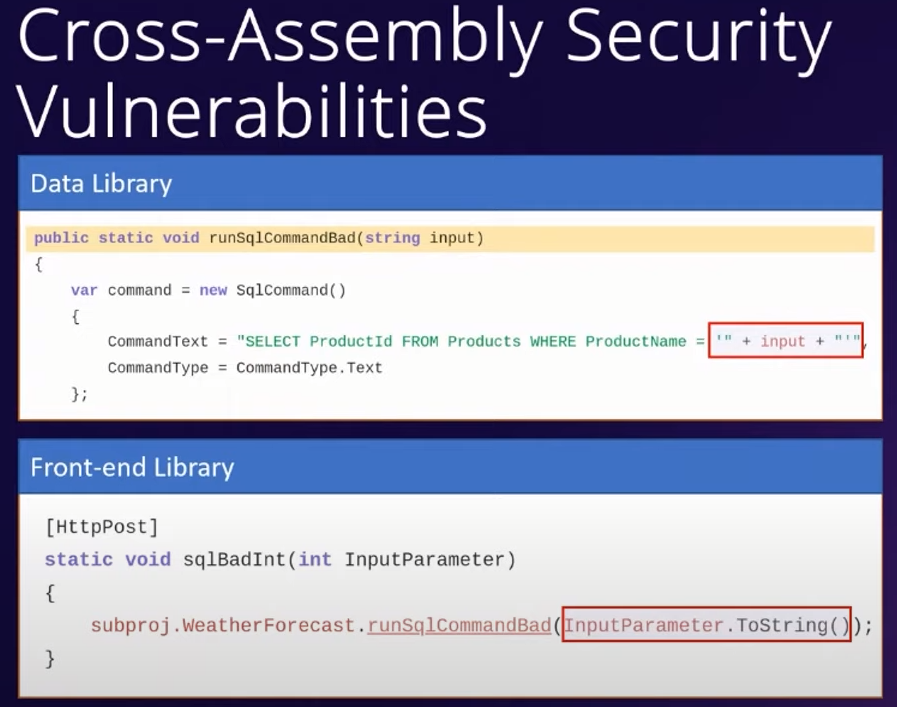 Cross-Assembly Security
Vulnerabilities
Data Library
public static void runSqlCommandBad(string input)
{
var command = new SqlCommand()
{
CommandText = "SELECT ProductId FROM Products WHERE ProductName = '" + input + "'",
CommandType = CommandType.Text
};
Front-end Library
[HttpPost]
static void sqlBadInt(int InputParameter)
{
subproj.WeatherForecast.runSqlCommandBad(InputParameter.ToString());
}